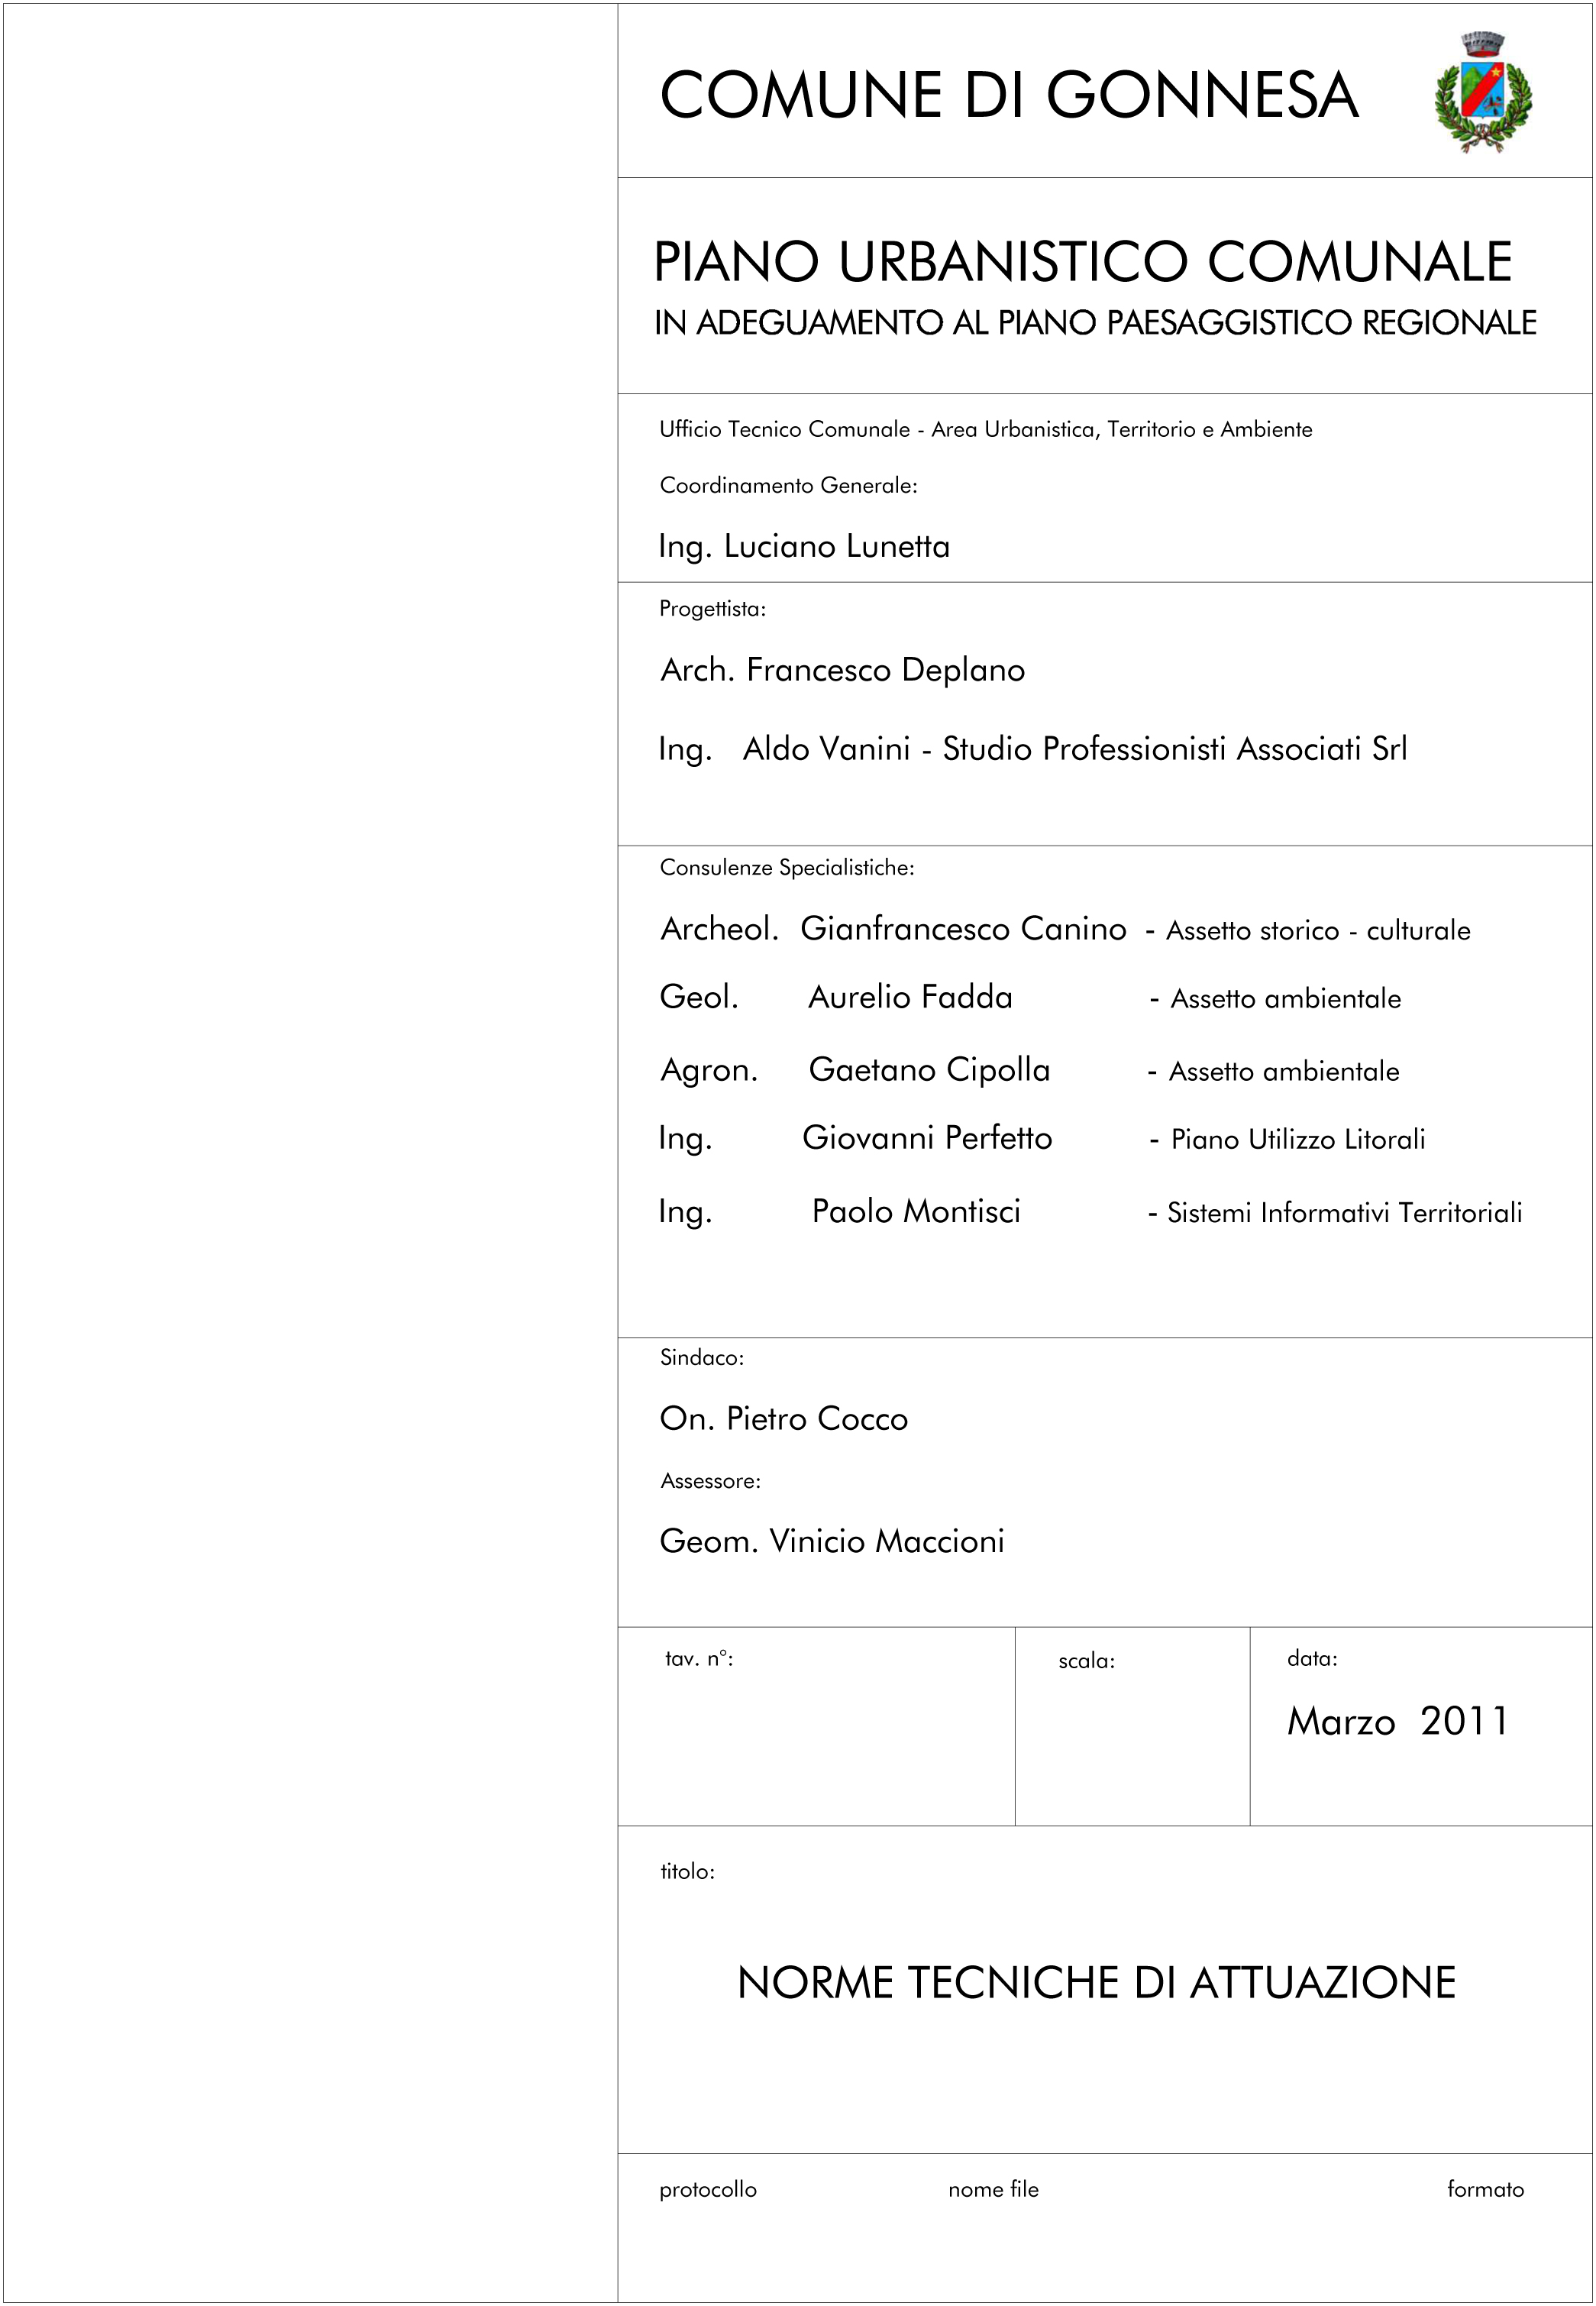 COMUNE DI GONNESA
PIANO URBANISTICO COMUNALE
IN ADEGUAMENTO AL PIANO PAESAGGISTICO REGIONALE
Ufficio Tecnico Comunale - Area Urbanistica, Territorio e Ambiente
Coordinamento Generale:
Ing. Luciano Lunetta
Progettista:
Arch. Francesco Deplano
Ing. Aldo Vanini - Studio Professionisti Associati Srl
Consulenze Specialistiche:
Archeol. Gianfrancesco Canino - Assetto storico - culturale
Geol. Aurelio Fadda - Assetto ambientale
Agron. Gaetano Cipolla - Assetto ambientale
Ing. Giovanni Perfetto - Piano Utilizzo Litorali
Ing. Paolo Montisci - Sistemi Informativi Territoriali
Sindaco:
On. Pietro Cocco
Assessore:
Geom. Vinicio Maccioni
tav. n°: scala: data:
Marzo 2011
titolo:
NORME TECNICHE DI ATTUAZIONE
protocollo nome file formato